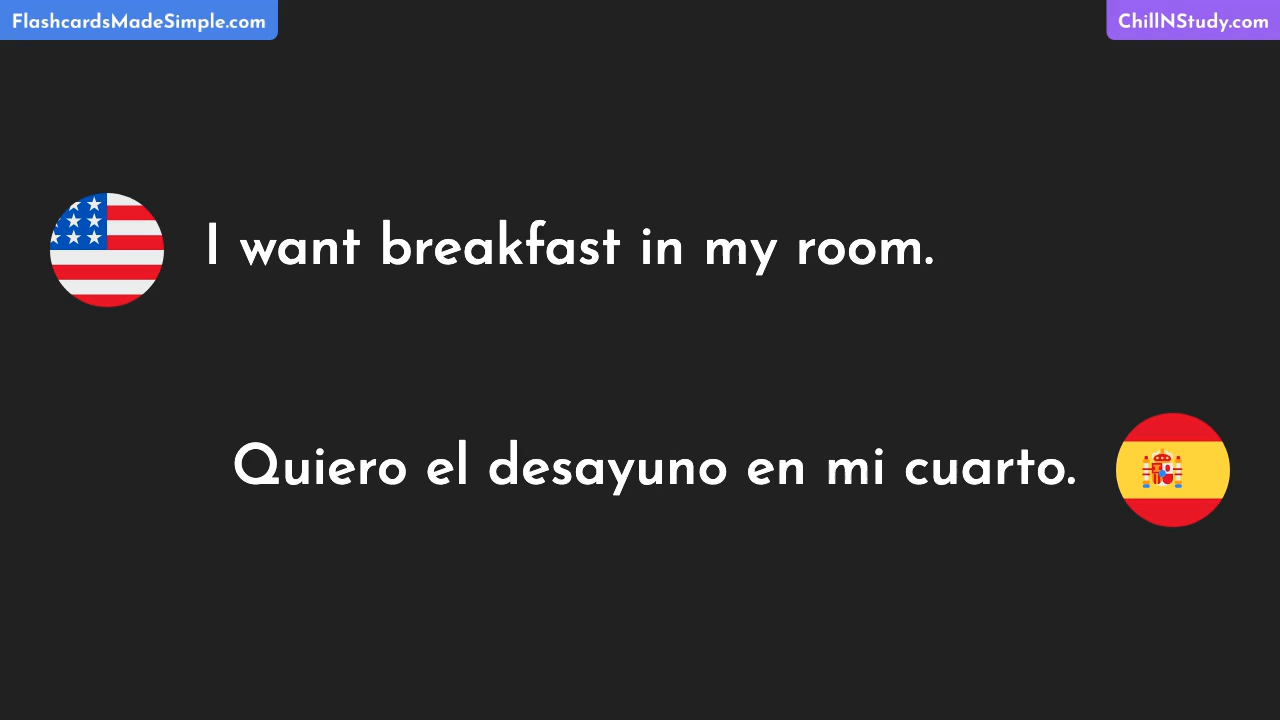 FlashcardsMadeSimple.com
ChillNStudy.com
I want breakfast in my room.
Quiero el desayuno en mi cuarto.